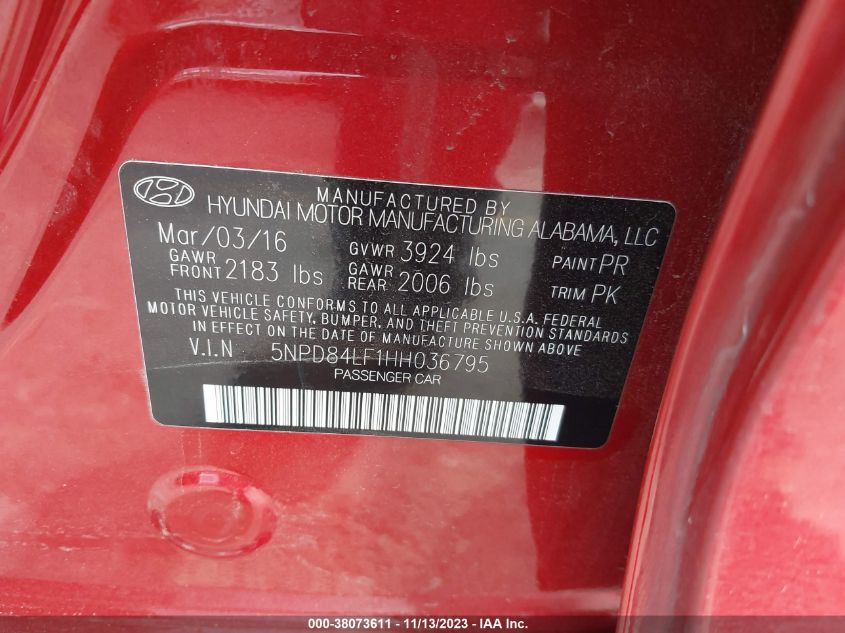 MANUFACTURED BY
HYUNDAI MOTOR MANUFACTURING ALABAMA, LLC
Mar/03/16 GVWR 3924 lbs PAINT PR
GAWR FRONT 2183 lbs GAWR REAR 2006 lbs TRIM PK
THIS VEHICLE CONFORMS TO ALL APPLICABLE U.S.A. FEDERAL
MOTOR VEHICLE SAFETY, BUMPER, AND THEFT PREVENTION STANDARDS
IN EFFECT ON THE DATE OF MANUFACTURE SHOWN ABOVE
V.I.N 5NPD84LF1HH036795
PASSENGER CAR
000-38073611 - 11/13/2023 - IAA Inc.